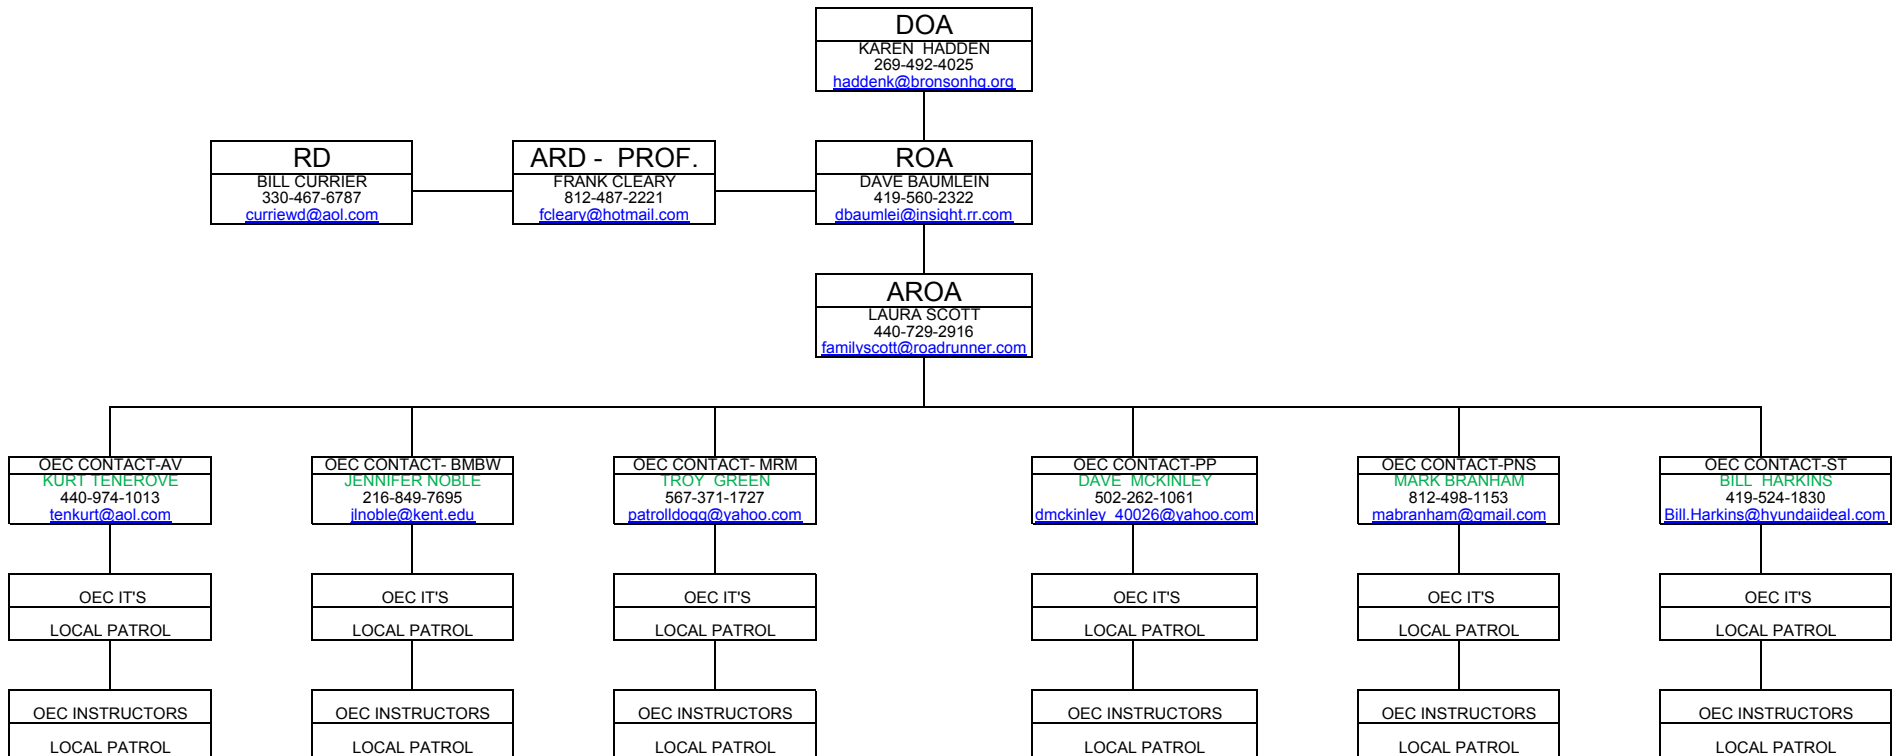 DOA
KAREN HADDEN
269-492-4025
haddenk@bronsonhg.org
RD
BILL CURRIER
330-467-6787
curriewd@aol.com
ARD - PROF.
FRANK CLEARY
812-487-2221
fcleary@hotmail.com
ROA
DAVE BAUMLEIN
419-560-2322
dbaumlei@insight.rr.com
AROA
LAURA SCOTT
440-729-2916
familyscott@roadrunner.com
OEC CONTACT-AV
KURT TENEROVE
440-974-1013
tenkurt@aol.com
OEC CONTACT- BMBW
JENNIFER NOBLE
216-849-7695
jlnoble@kent.edu
OEC CONTACT- MRM
TROY GREEN
567-371-1727
patrolldogg@yahoo.com
OEC CONTACT-PP
DAVE MCKINLEY
502-262-1061
dmckinley_40026@yahoo.com
OEC CONTACT-PNS
MARK BRANHAM
812-498-1153
mabranham@gmail.com
OEC CONTACT-ST
BILL HARKINS
419-524-1830
Bill.Harkins@hyundaiideal.com
OEC IT'S
LOCAL PATROL
OEC IT'S
LOCAL PATROL
OEC IT'S
LOCAL PATROL
OEC IT'S
LOCAL PATROL
OEC IT'S
LOCAL PATROL
OEC IT'S
LOCAL PATROL
OEC INSTRUCTORS
LOCAL PATROL
OEC INSTRUCTORS
LOCAL PATROL
OEC INSTRUCTORS
LOCAL PATROL
OEC INSTRUCTORS
LOCAL PATROL
OEC INSTRUCTORS
LOCAL PATROL
OEC INSTRUCTORS
LOCAL PATROL